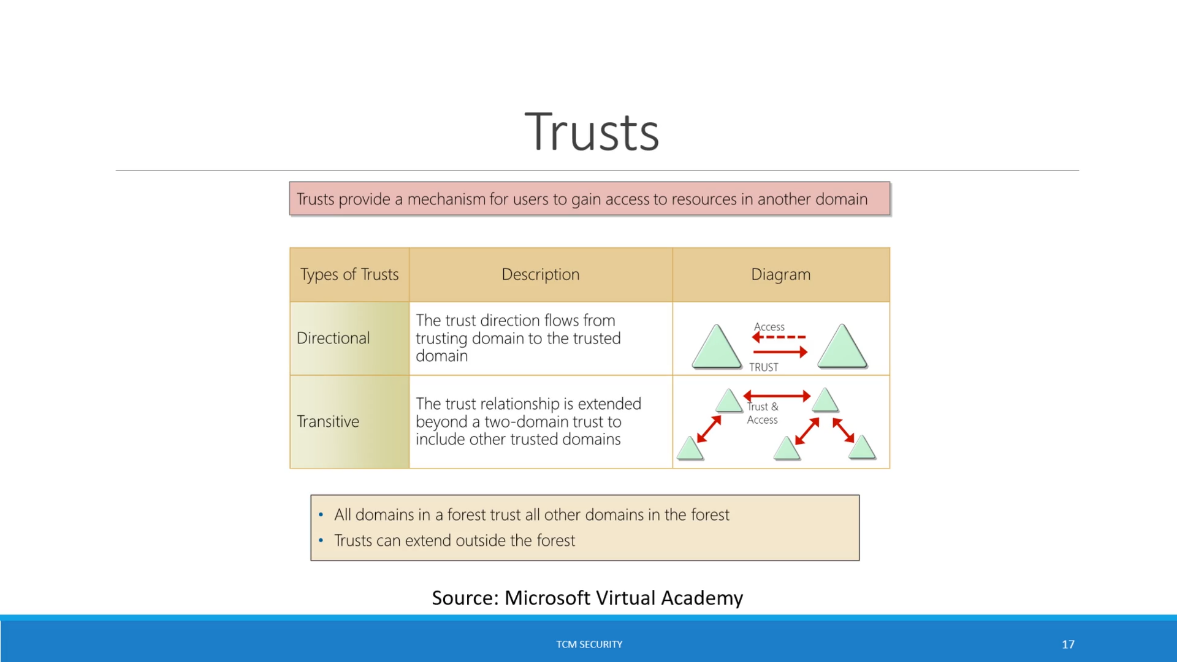 Trusts
Trusts provide a mechanism for users to gain access to resources in another domain
Types of Trusts
Description
Diagram
Directional
The trust direction flows from
trusting domain to the trusted
domain
Access
TRUST
Transitive
The trust relationship is extended
beyond a two-domain trust to
include other trusted domains
Trust &
Access
• All domains in a forest trust all other domains in the forest
• Trusts can extend outside the forest
Source: Microsoft Virtual Academy
TCM SECURITY
17